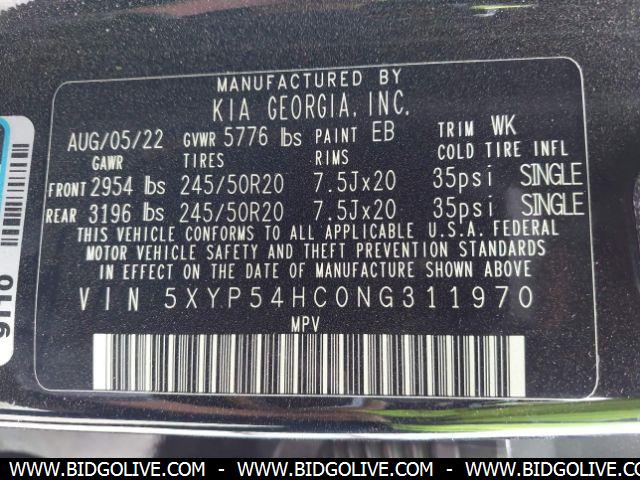 MANUFACTURED BY
KIA GEORGIA, INC.
AUG/05/22 GVWR 5776 lbs PAINT EB TRIM WK
GAWR TIRES RIMS COLD TIRE INFL
FRONT 2954 lbs 245/50R20 7.5Jx20 35psi SINGLE
REAR 3196 lbs 245/50R20 7.5Jx20 35psi SINGLE
THIS VEHICLE CONFORMS TO ALL APPLICABLE U.S.A. FEDERAL
MOTOR VEHICLE SAFETY AND THEFT PREVENTION STANDARDS
IN EFFECT ON THE DATE OF MANUFACTURE SHOWN ABOVE.
VIN 5XYP54HC0NG311970
MPV
0116
WWW.BIDGOLIVE.COM - WWW.BIDGOLIVE.COM - WWW.BIDGOLIVE.COM